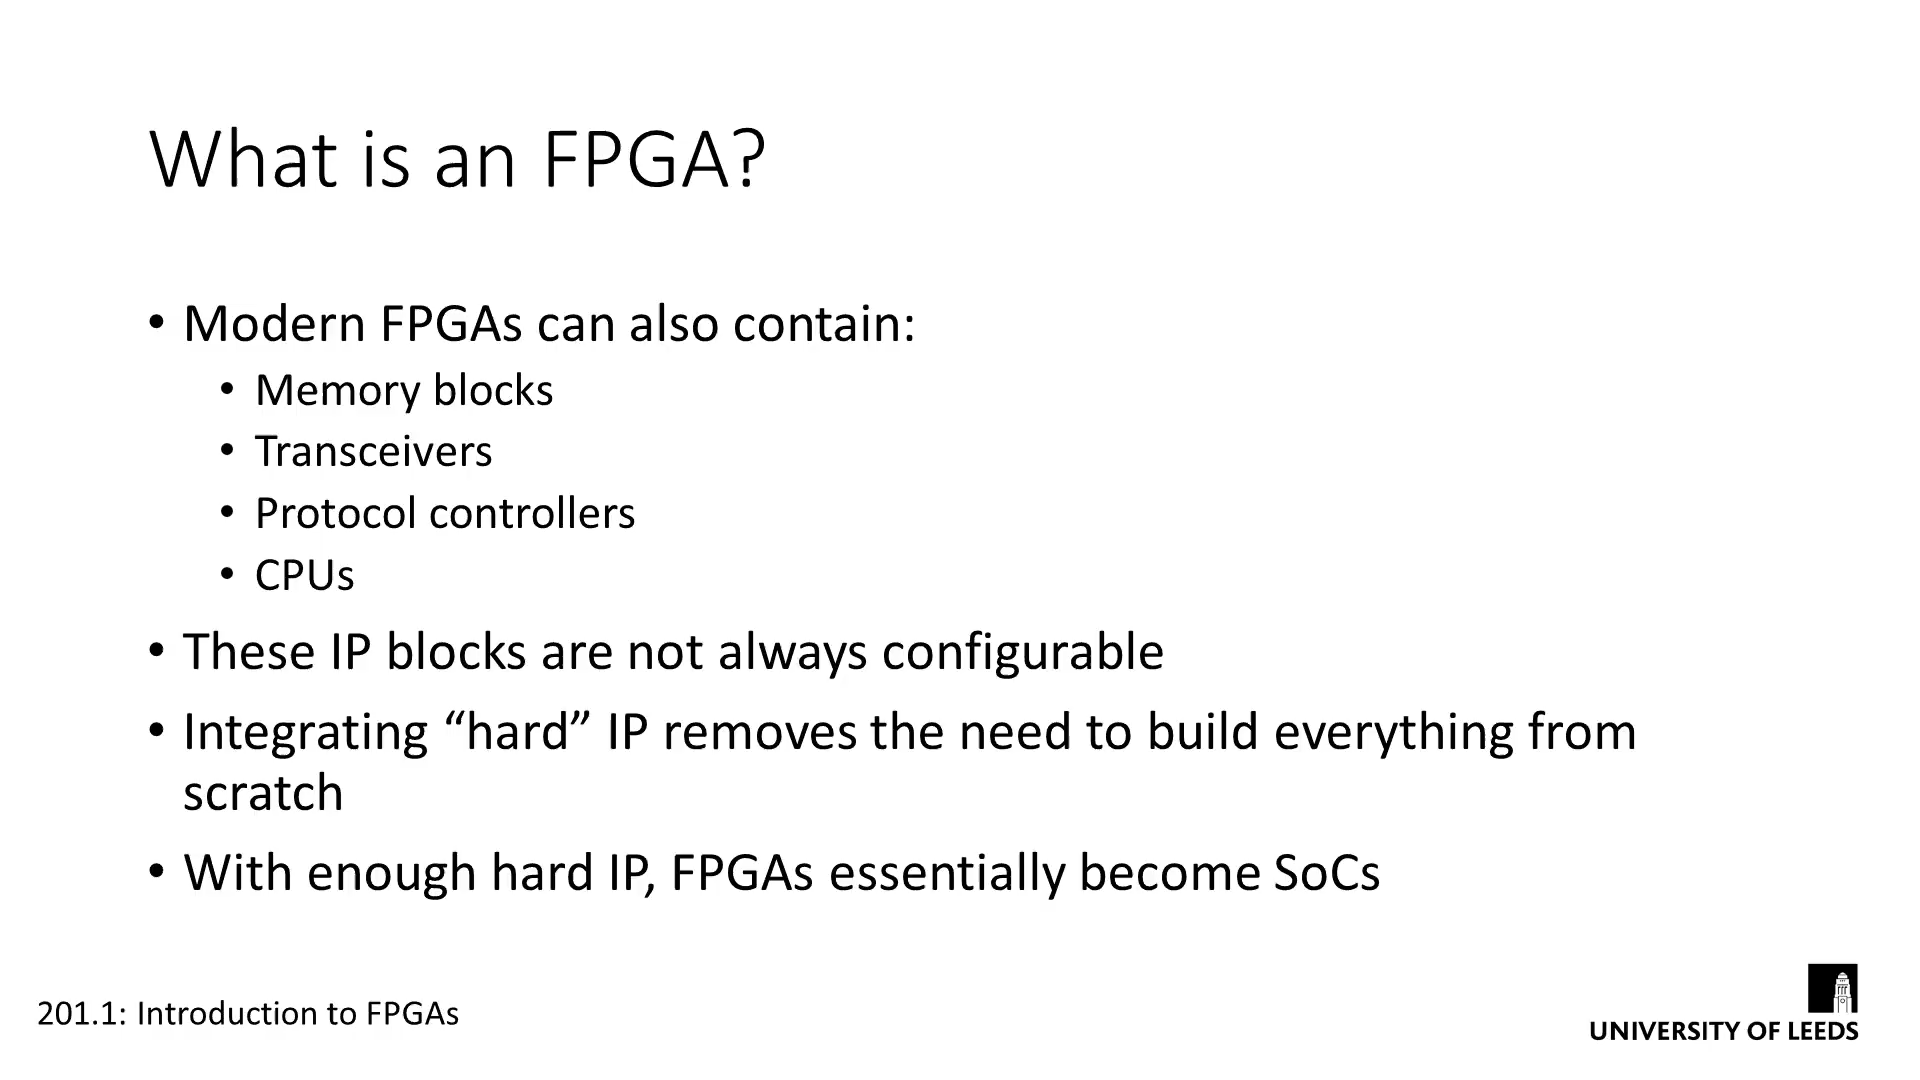 What is an FPGA?
• Modern FPGAs can also contain:
• Memory blocks
• Transceivers
• Protocol controllers
• CPUs
• These IP blocks are not always configurable
• Integrating “hard” IP removes the need to build everything from
scratch
• With enough hard IP, FPGAs essentially become SoCs
201.1: Introduction to FPGAs
UNIVERSITY OF LEEDS